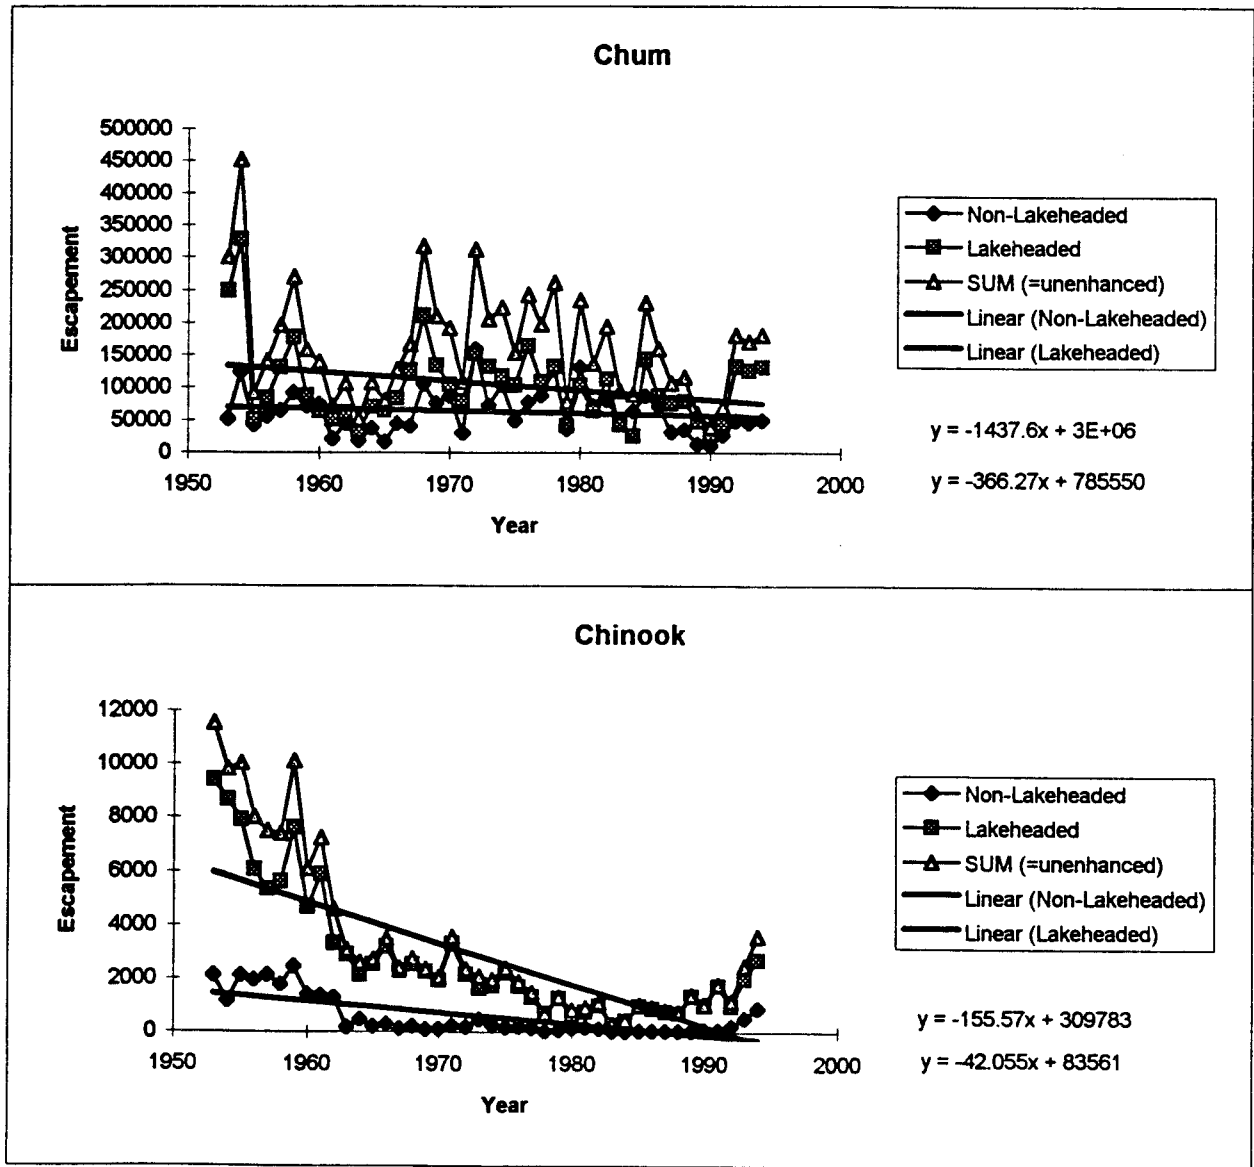 Chum
500000
450000
400000
350000
300000
250000
200000
150000
100000
50000
0
Escapement
1950 1960 1970 1980 1990 2000
Year
Non-Lakeheaded
Lakeheaded
SUM (=unenhanced)
Linear (Non-Lakeheaded)
Linear (Lakeheaded)
y = -1437.6x + 3E+06
y = -366.27x + 785550
Chinook
12000
10000
8000
6000
4000
2000
0
Escapement
1950 1960 1970 1980 1990 2000
Year
Non-Lakeheaded
Lakeheaded
SUM (=unenhanced)
Linear (Non-Lakeheaded)
Linear (Lakeheaded)
y = -155.57x + 309783
y = -42.055x + 83561